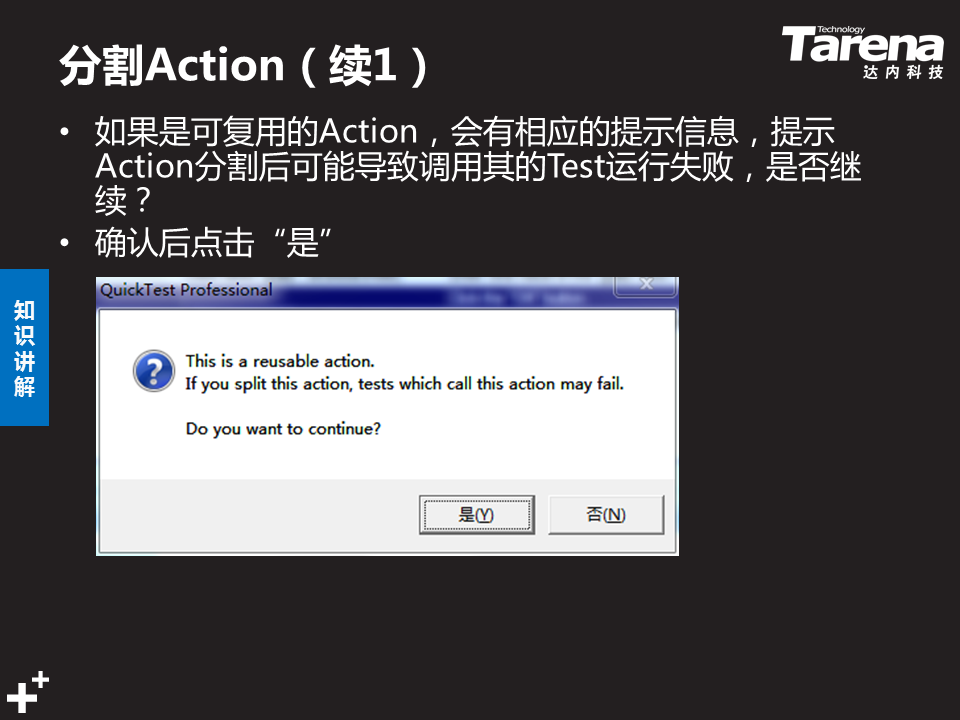 分割Action（续1）
Technology
Tarena
达内科技
• 如果是可复用的Action，会有相应的提示信息，提示
Action分割后可能导致调用其的Test运行失败，是否继
续？
• 确认后点击“是”
知
识
讲
解
QuickTest Professional
This is a reusable action.
If you split this action, tests which call this action may fail.
Do you want to continue?
是(Y)
否(N)